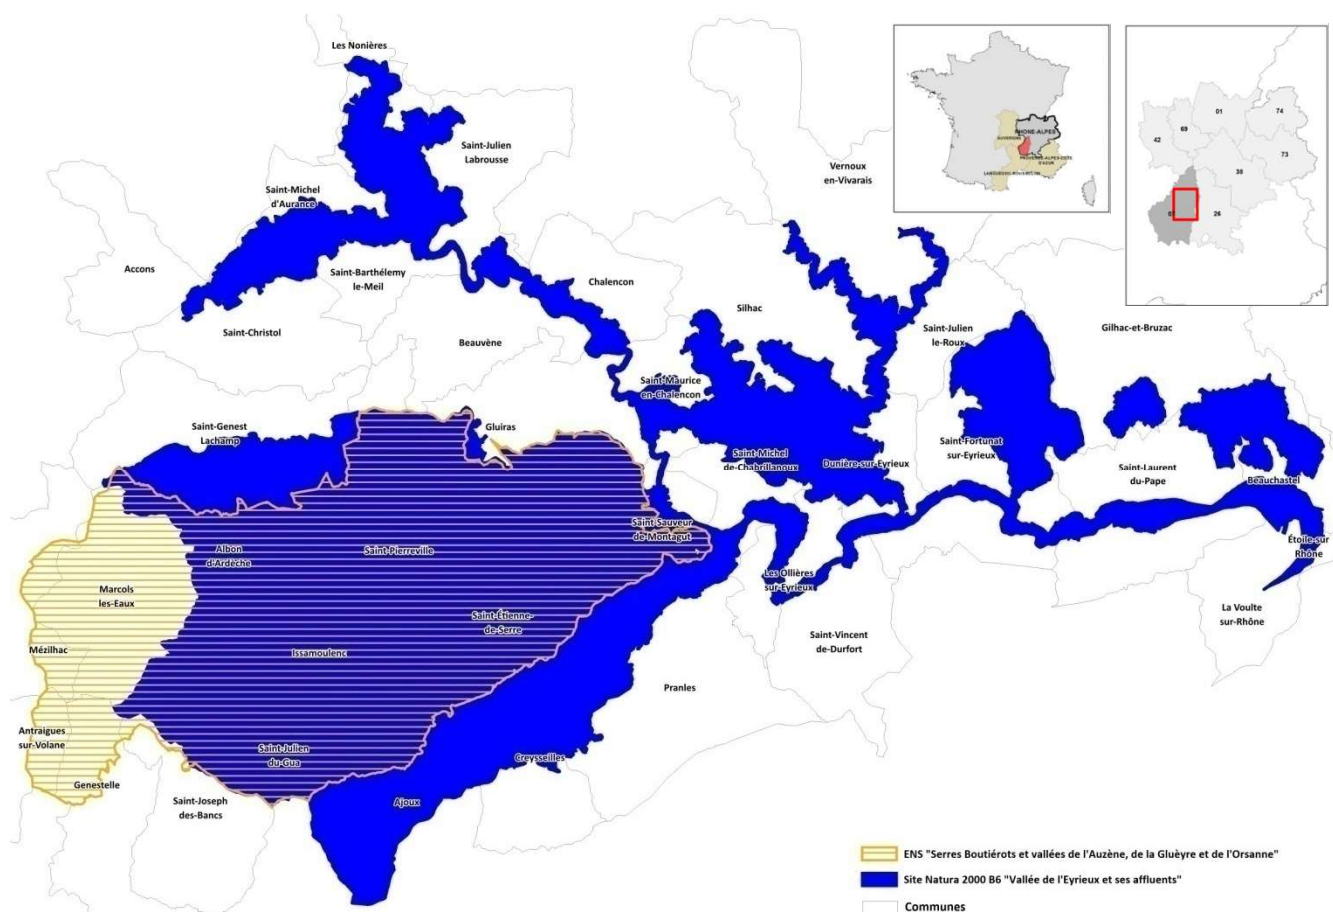 Les Nonières
Saint-Julien
Labrousse
Saint-Michel
d'Aurance
Accons
Saint-Barthélemy
le-Meil
Saint-Christol
Chalencon
Beauvène
Vernoux
en-Vivarais
Silhac
Saint-Julien
le-Roux
Gilhac-et-Bruzac
Saint-Maurice
en-Chalencon
Saint-Genest
Lachamp
Gluiras
Saint-Michel
de-Chabrillanoux
Dunière-sur-Eyrieux
Saint-Fortunat
sur-Eyrieux
Saint-Laurent
du-Pape
Beauchastel
Étoile-sur
Rhône
Saint-Sauveur
de-Montagut
Albon
d'Ardèche
Saint-Pierreville
Marcols
les-Eaux
Les Ollières
sur-Eyrieux
La Voulte
sur-Rhône
Saint-Étienne-
de-Serre
Saint-Vincent
de-Durfort
Mézilhac
Issamoulenc
Pranles
Antraigues
sur-Volane
Saint-Julien
du-Gua
Creysseilles
Genestelle
Saint-Joseph
des-Bancs
Ajoux
RHÔNE-ALPES
AUVERGNE
PROVENCE-ALPES-COTE
D'AZUR
01
74
69
42
73
38
26
ENS "Serres Boutiérots et vallées de l'Auzène, de la Gluèyre et de l'Orsanne"
Site Natura 2000 B6 "Vallée de l'Eyrieux et ses affluents"
Communes